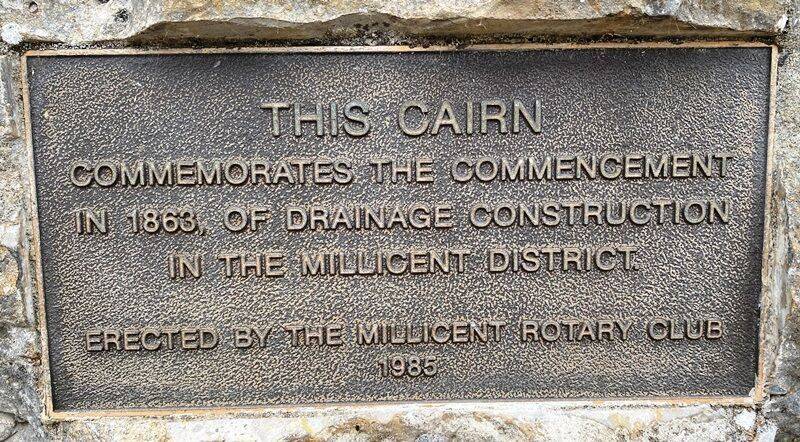 THIS CAIRN
COMMEMORATES THE COMMENCEMENT
IN 1863, OF DRAINAGE CONSTRUCTION
IN THE MILLICENT DISTRICT.
ERECTED BY THE MILLICENT ROTARY CLUB
1985